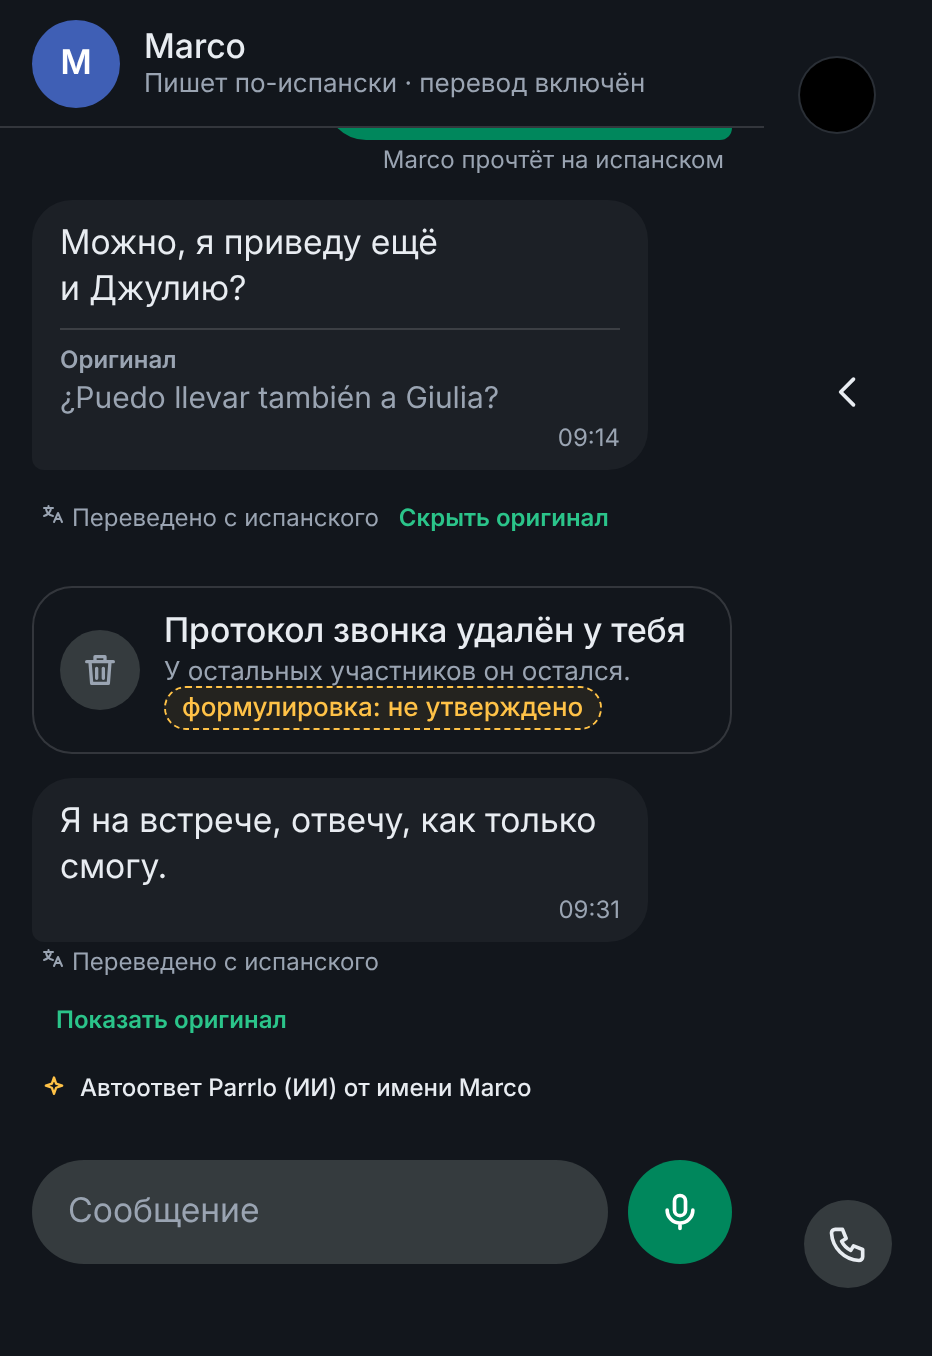 M
Marco
Пишет по-испански · перевод включён
Marco прочтёт на испанском
Можно, я приведу ещё
и Джулию?
Оригинал
¿Puedo llevar también a Giulia?
09:14
Переведено с испанского Скрыть оригинал
Протокол звонка удалён у тебя
У остальных участников он остался.
формулировка: не утверждено
Я на встрече, отвечу, как только
смогу.
09:31
Переведено с испанского
Показать оригинал
Автоответ Parrlo (ИИ) от имени Marco
Сообщение